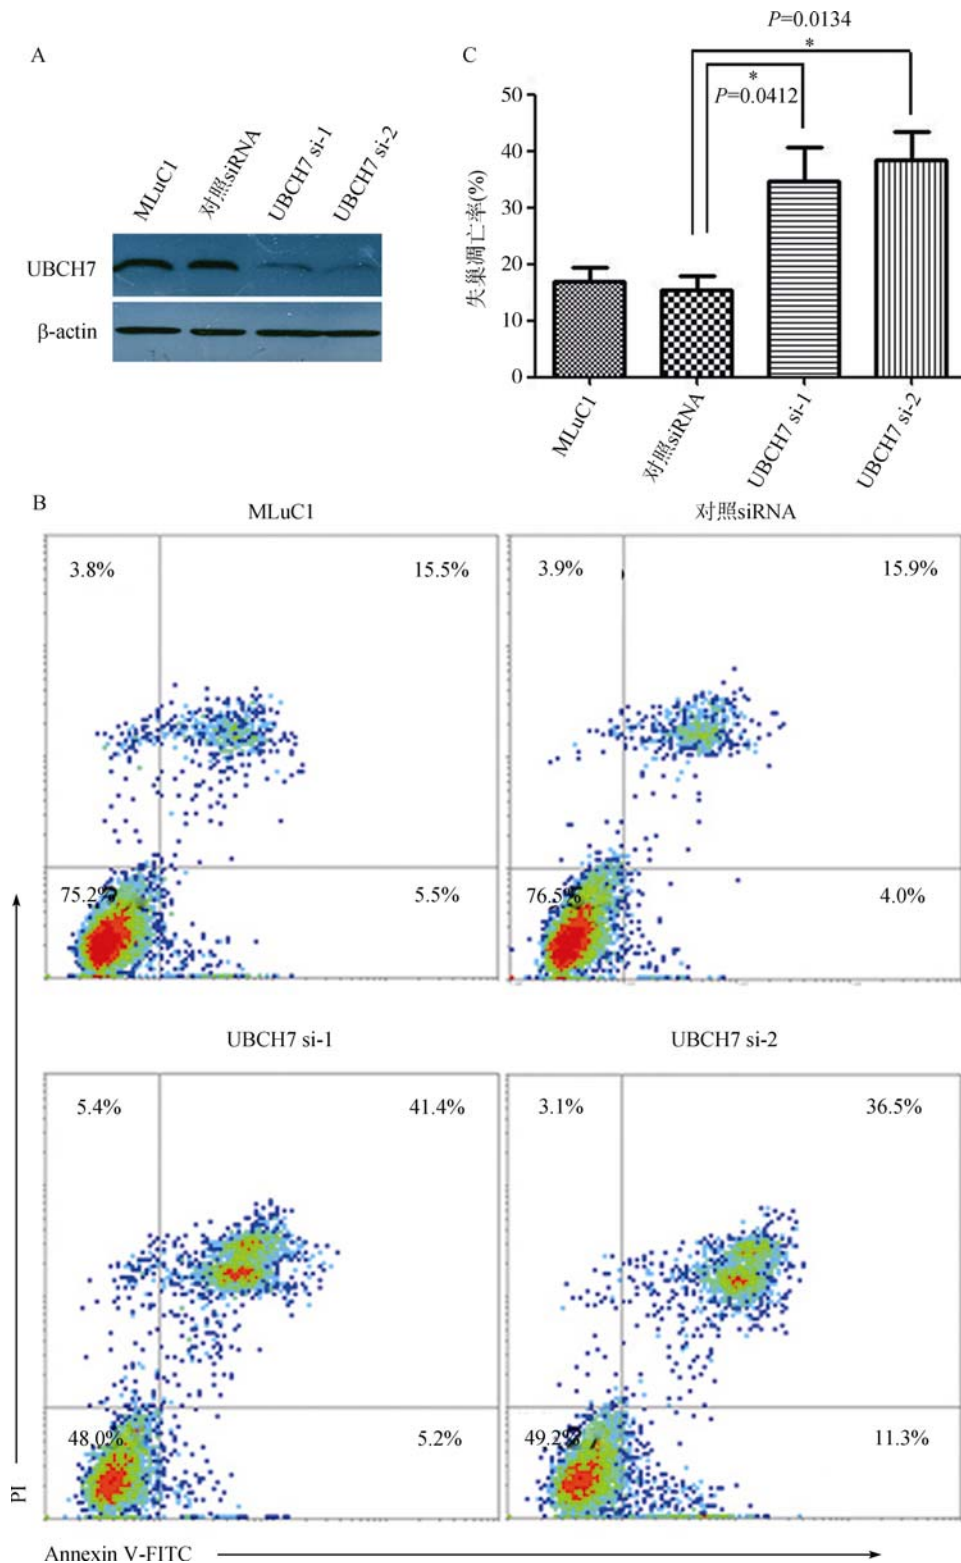 A
MLuC1
对照siRNA
UBCH7 si-1
UBCH7 si-2
UBCH7
β-actin
C
P=0.0134
*
*
P=0.0412
失巢凋亡率(%)
50
40
30
20
10
0
MLuC1
对照siRNA
UBCH7 si-1
UBCH7 si-2
B
MLuC1
3.8%
15.5%
75.2%
5.5%
对照siRNA
3.9%
15.9%
76.5%
4.0%
UBCH7 si-1
5.4%
41.4%
48.0%
5.2%
UBCH7 si-2
3.1%
36.5%
49.2%
11.3%
PI
Annexin V-FITC